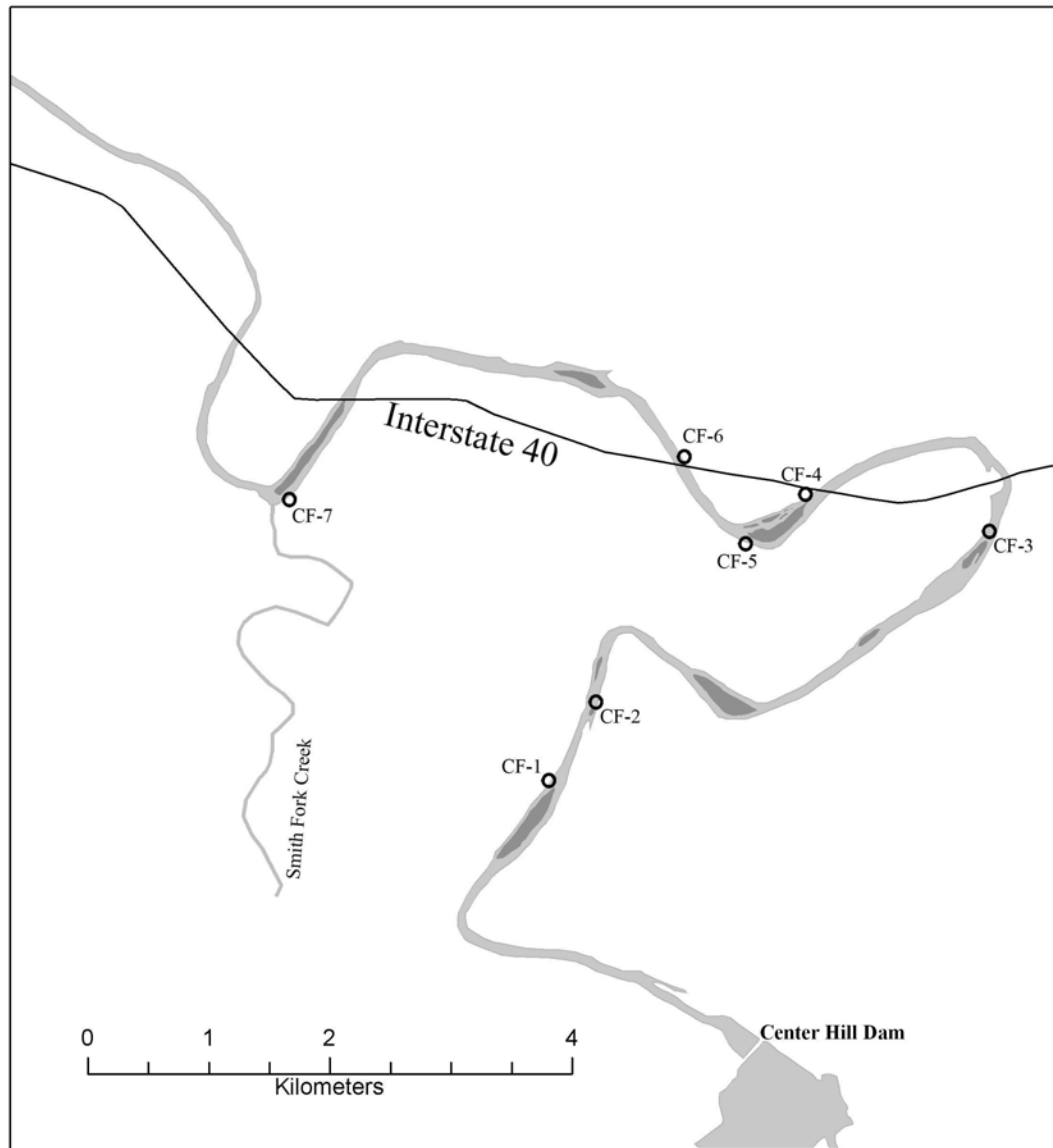 Interstate 40
CF-6
CF-4
CF-7
CF-5
CF-3
CF-2
CF-1
Smith Fork Creek
Center Hill Dam
0 1 2 4
Kilometers